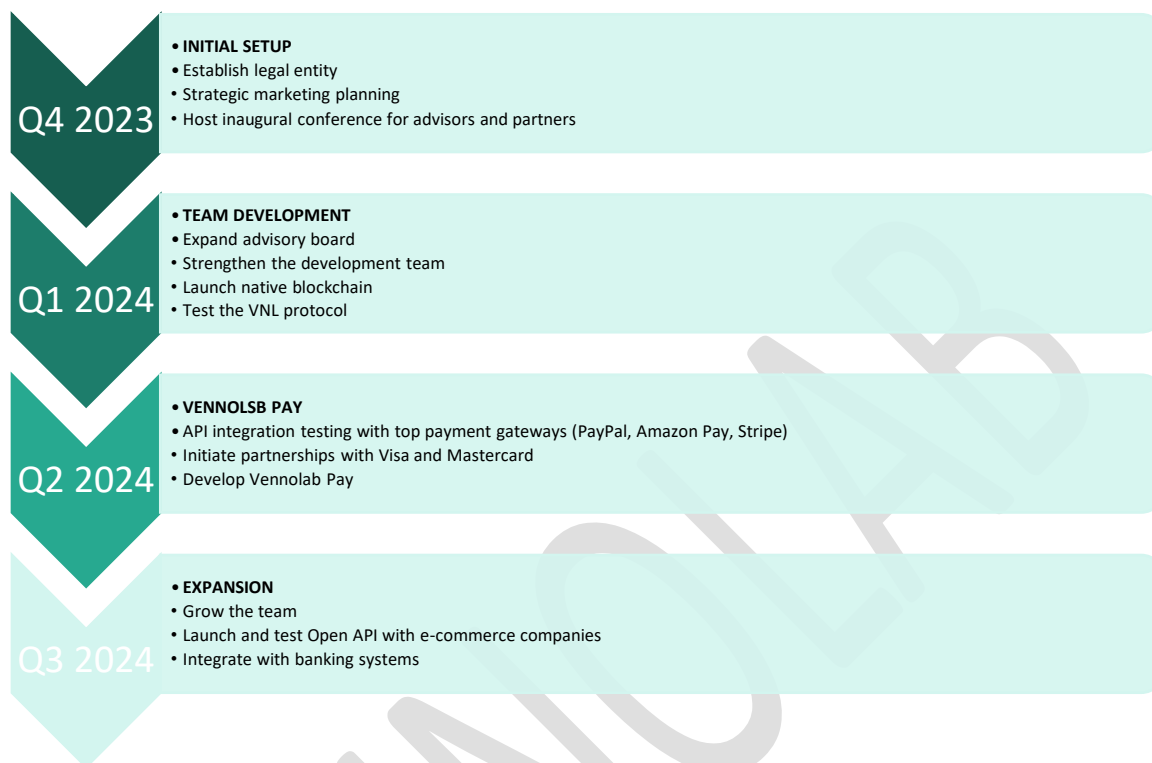 Q4 2023
• INITIAL SETUP
• Establish legal entity
• Strategic marketing planning
• Host inaugural conference for advisors and partners
Q1 2024
• TEAM DEVELOPMENT
• Expand advisory board
• Strengthen the development team
• Launch native blockchain
• Test the VNL protocol
Q2 2024
• VENNOLSB PAY
• API integration testing with top payment gateways (PayPal, Amazon Pay, Stripe)
• Initiate partnerships with Visa and Mastercard
• Develop Vennolab Pay
Q3 2024
• EXPANSION
• Grow the team
• Launch and test Open API with e-commerce companies
• Integrate with banking systems
NOLAB